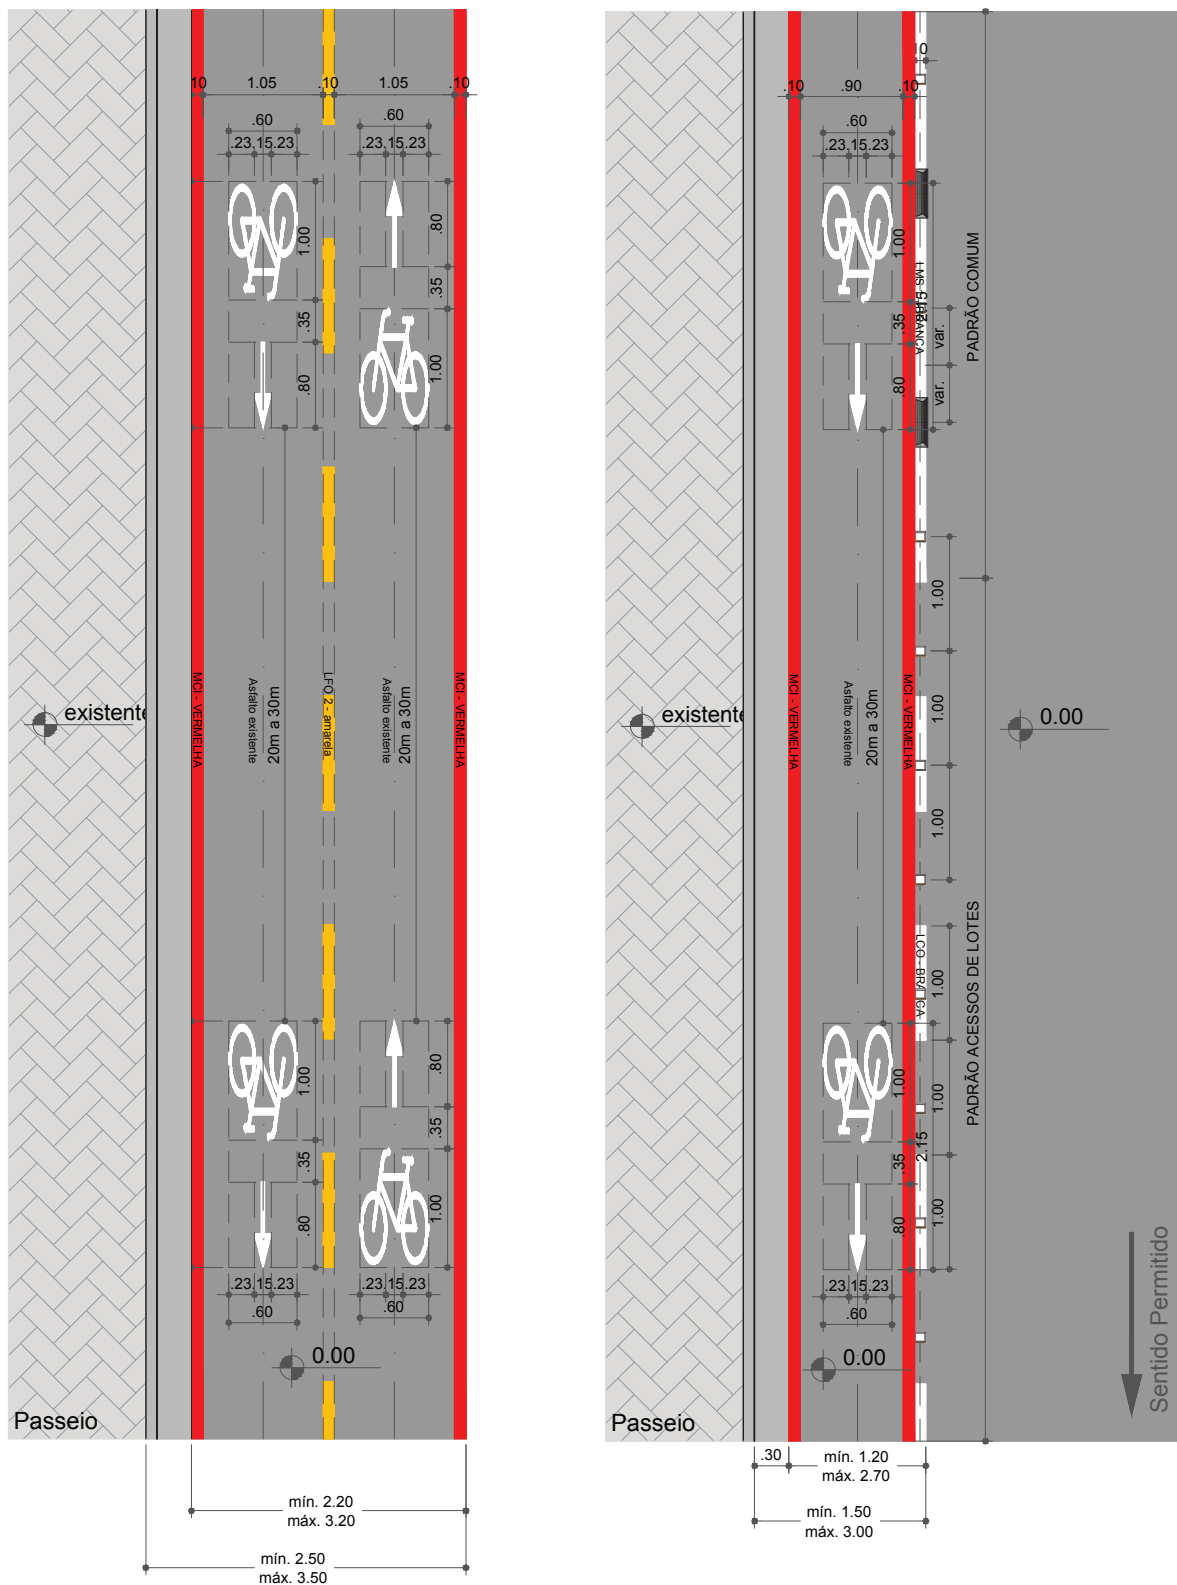 .10
1.05
.10
1.05
.10
.60
.23
.15
.23
.60
.23
.15
.23
1.00
.35
.80
.80
.35
1.00
MCI - VERMELHA
Asfalto existente
20m a 30m
LFO 2 - amarela
Asfalto existente
20m a 30m
MCI - VERMELHA
existente
1.00
.35
.80
.80
.35
1.00
.23
.15
.23
.60
.23
.15
.23
.60
0.00
Passeio
mín. 2.20
máx. 3.20
mín. 2.50
máx. 3.50
.10
.90
.10
.10
.60
.23
.15
.23
1.00
.35
.80
2.15
var.
var.
PADRÃO COMUM
1.00
1.00
1.00
MCI - VERMELHA
Asfalto existente
20m a 30m
MCI - VERMELHA
existente
0.00
LCO - BRANCA
1.00
1.00
1.00
PADRÃO ACESSOS DE LOTES
1.00
.35
.80
2.15
.23
.15
.23
.60
0.00
Passeio
Sentido Permitido
.30
mín. 1.20
máx. 2.70
mín. 1.50
máx. 3.00